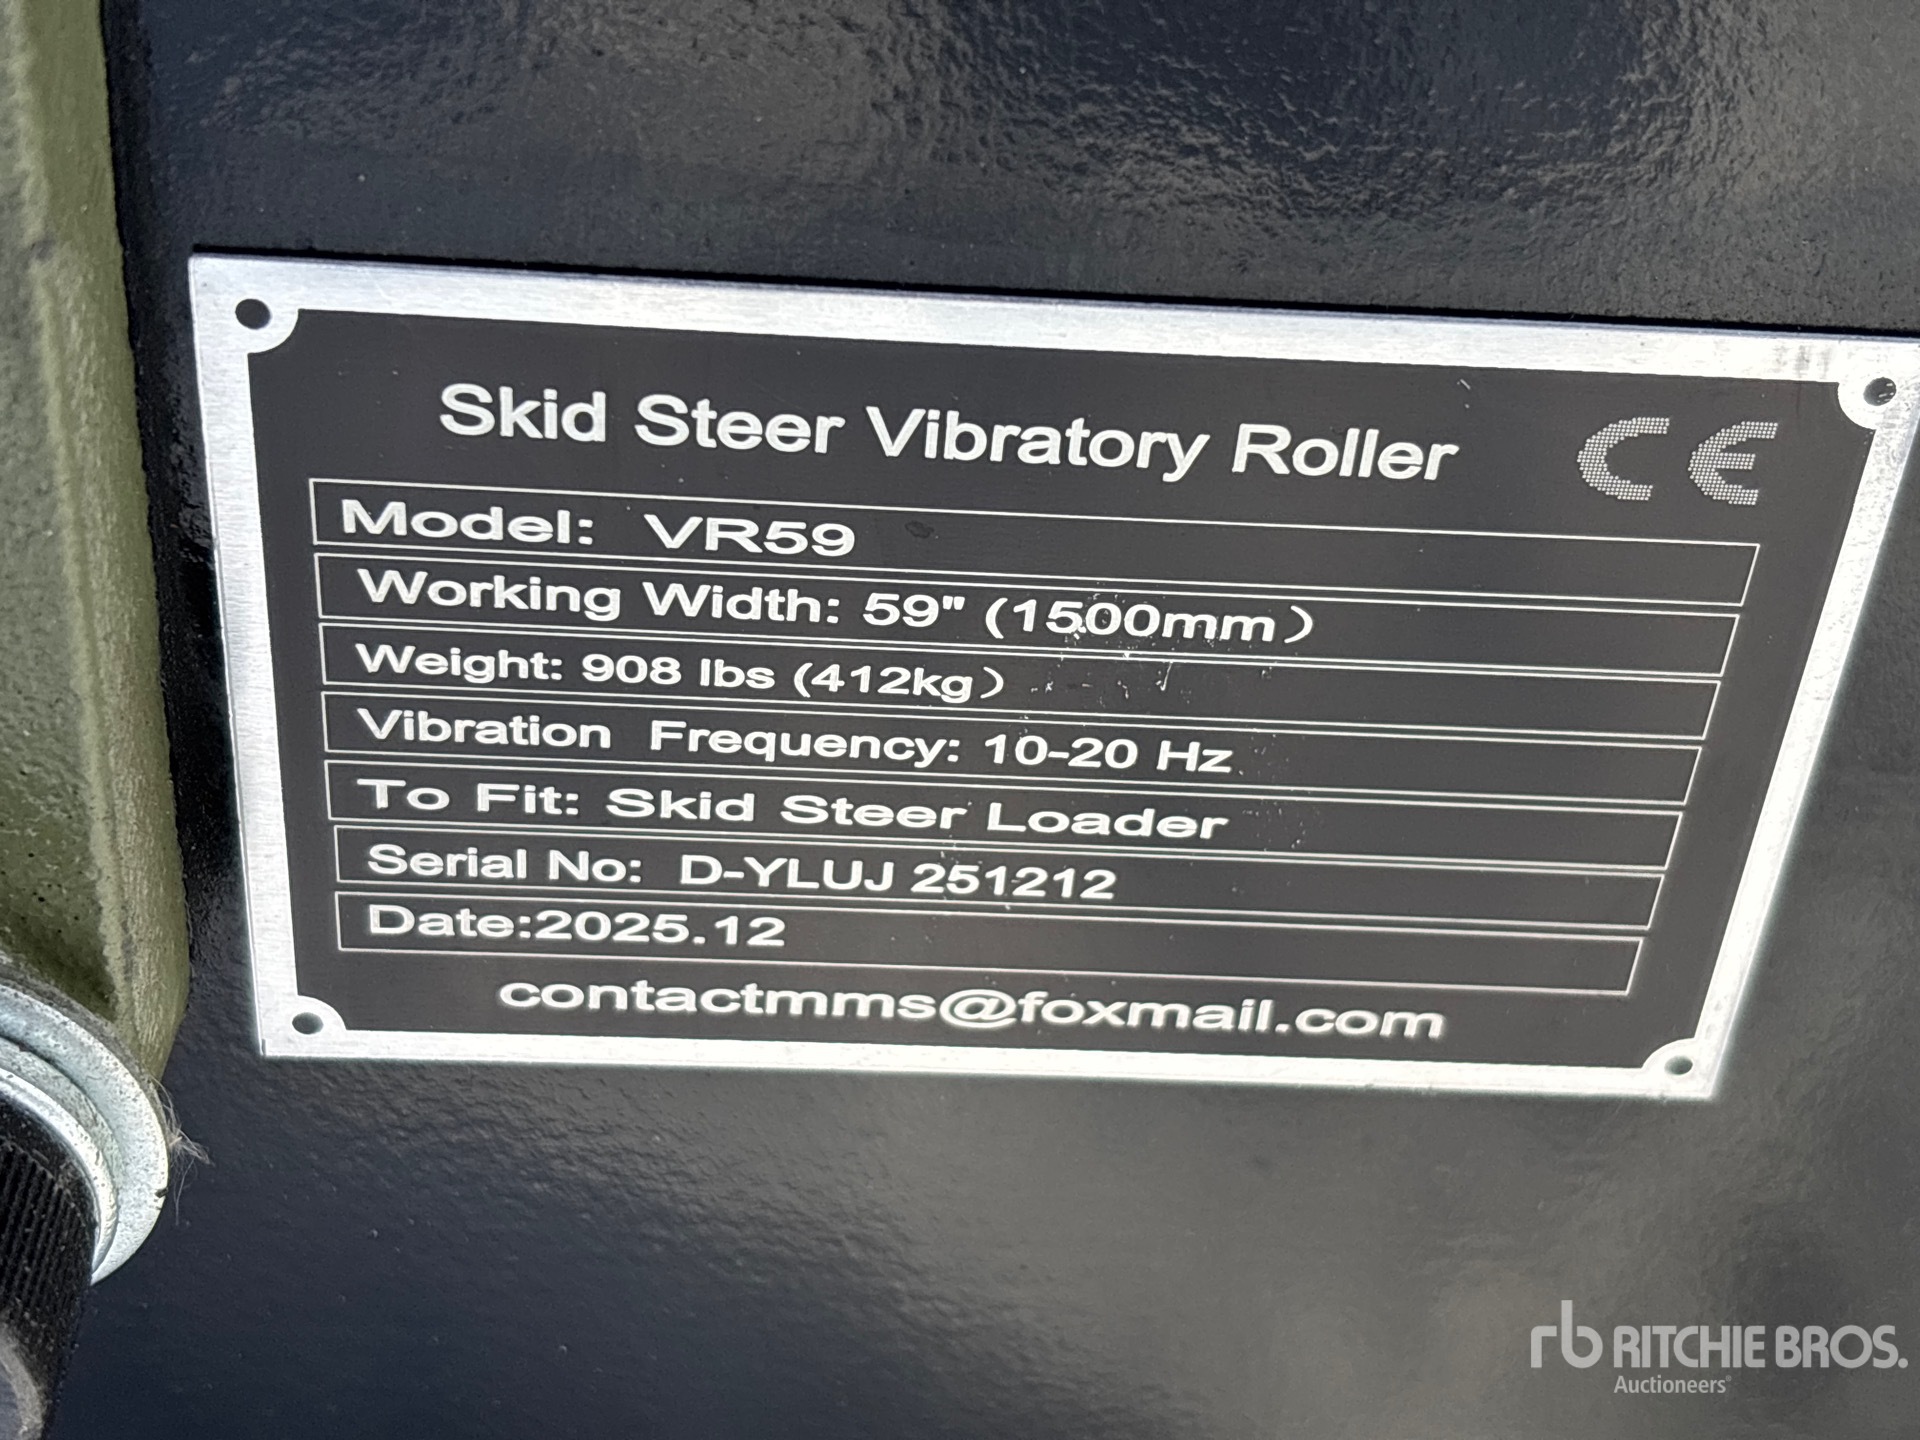 Skid Steer Vibratory Roller CE
Model: VR59
Working Width: 59" (1500mm)
Weight: 908 lbs (412kg)
Vibration Frequency: 10-20 Hz
To Fit: Skid Steer Loader
Serial No: D-YLUJ 251212
Date:2025.12
contactmms@foxmail.com
rb RITCHIE BROS.
Auctioneers